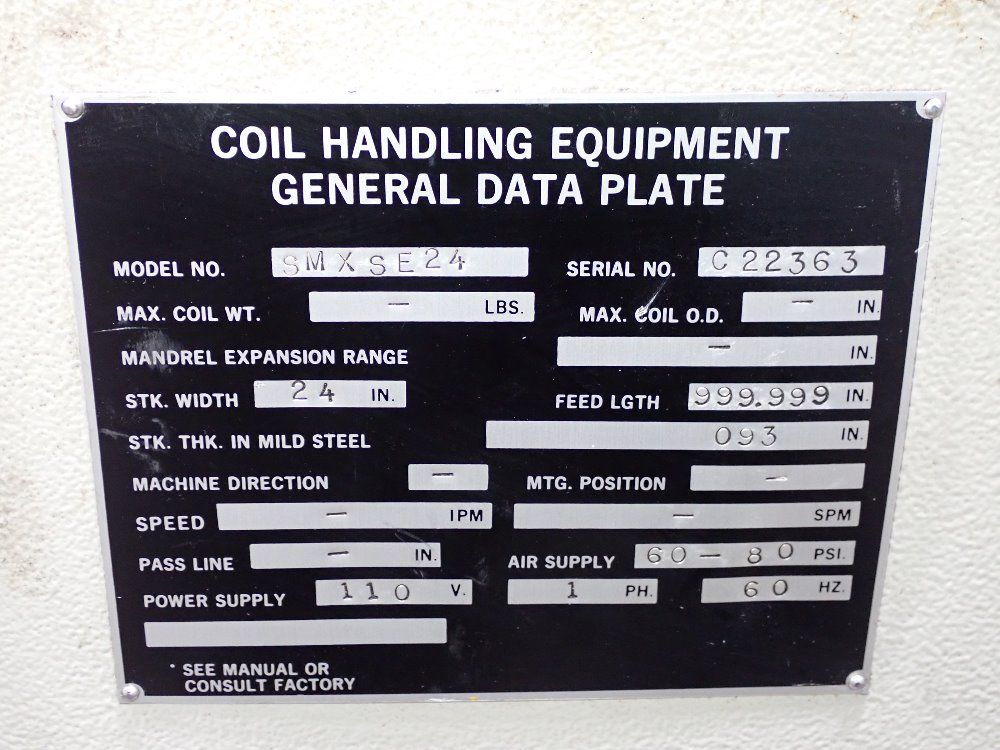 COIL HANDLING EQUIPMENT
GENERAL DATA PLATE
MODEL NO. SMXSE24 SERIAL NO. C22363
MAX. COIL WT. — LBS. MAX. COIL O.D. — IN.
MANDREL EXPANSION RANGE — IN.
STK. WIDTH 24 IN. FEED LGTH 999.999 IN.
STK. THK. IN MILD STEEL 093 IN.
MACHINE DIRECTION — MTG. POSITION —
SPEED — IPM — SPM
PASS LINE — IN. AIR SUPPLY 60 — 80 PSI.
POWER SUPPLY 110 V. 1 PH. 60 HZ.
* SEE MANUAL OR
CONSULT FACTORY